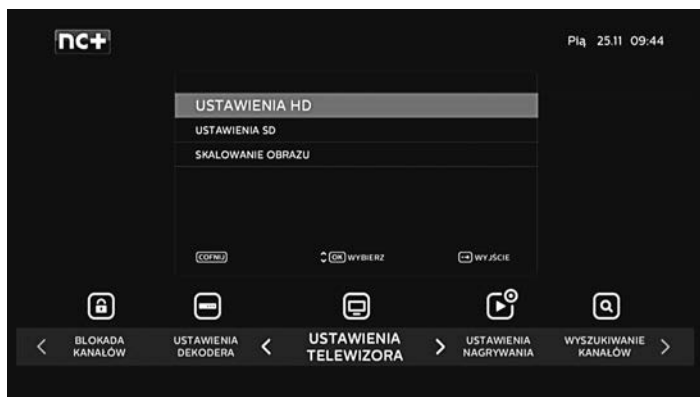 nc+
Pią 25.11 09:44
USTAWIENIA HD
USTAWIENIA SD
SKALOWANIE OBRAZU
COFNIJ OK WYBIERZ WYJŚCIE
BLOKADA KANAŁÓW
USTAWIENIA DEKODERA
USTAWIENIA TELEWIZORA
USTAWIENIA NAGRYWANIA
WYSZUKIWANIE KANAŁÓW